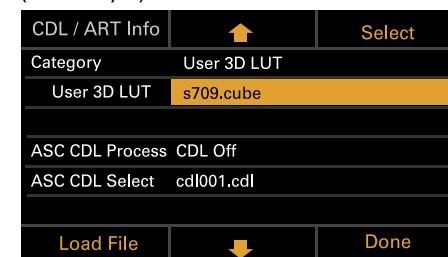 CDL / ART Info
Select
Category User 3D LUT
User 3D LUT s709.cube
ASC CDL Process CDL Off
ASC CDL Select cdl001.cdl
Load File
Done